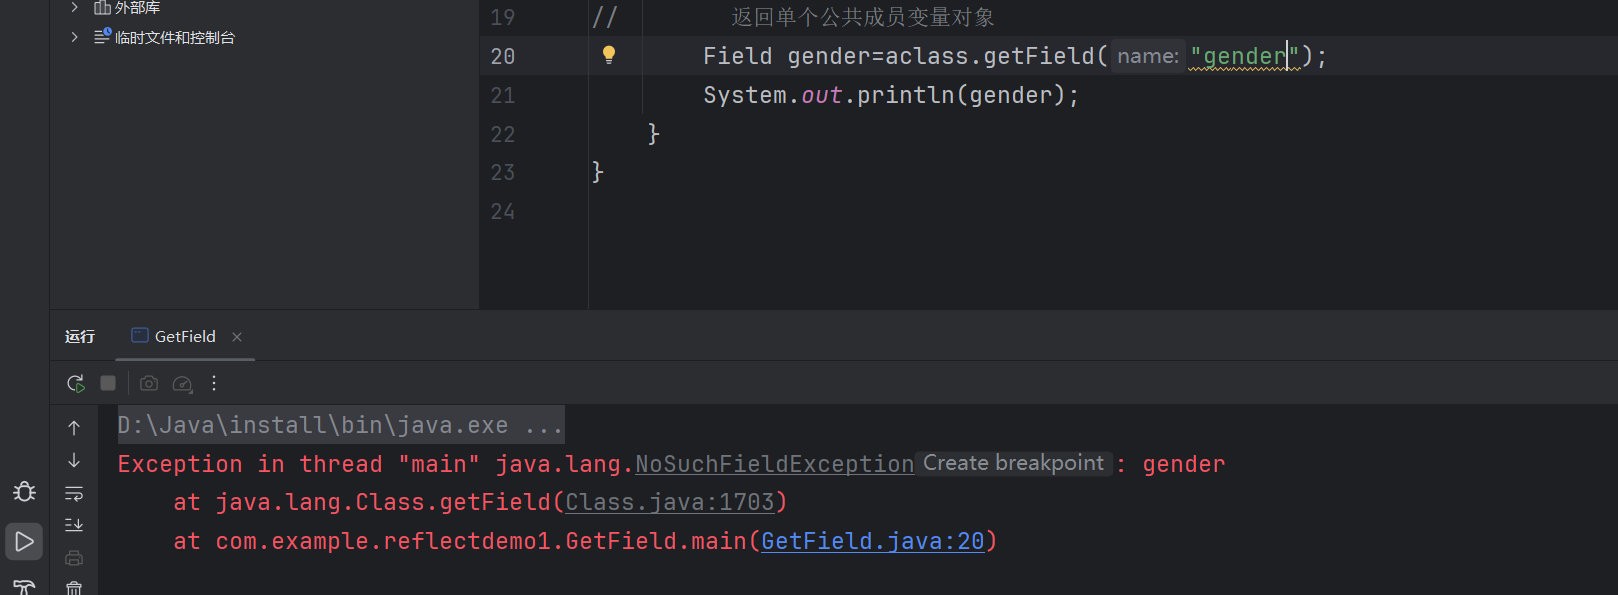 外部库
临时文件和控制台
19 // 返回单个公共成员变量对象
20 Field gender=aclass.getField( name: "gender");
21 System.out.println(gender);
22 }
23 }
24
运行 GetField
D:\Java\install\bin\java.exe ...
Exception in thread "main" java.lang.NoSuchFieldException Create breakpoint : gender
at java.lang.Class.getField(Class.java:1703)
at com.example.reflectdemo1.GetField.main(GetField.java:20)